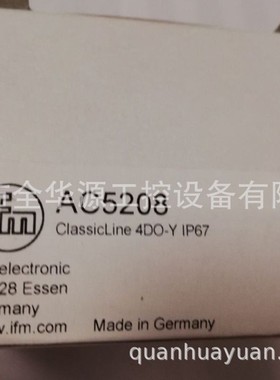 AC5208
ClassicLine 4DO-Y IP67
全华源工控设备有限
ifm
electronic
28 Essen
many
w.ifm.com Made in Germany
quanhuayuan.com